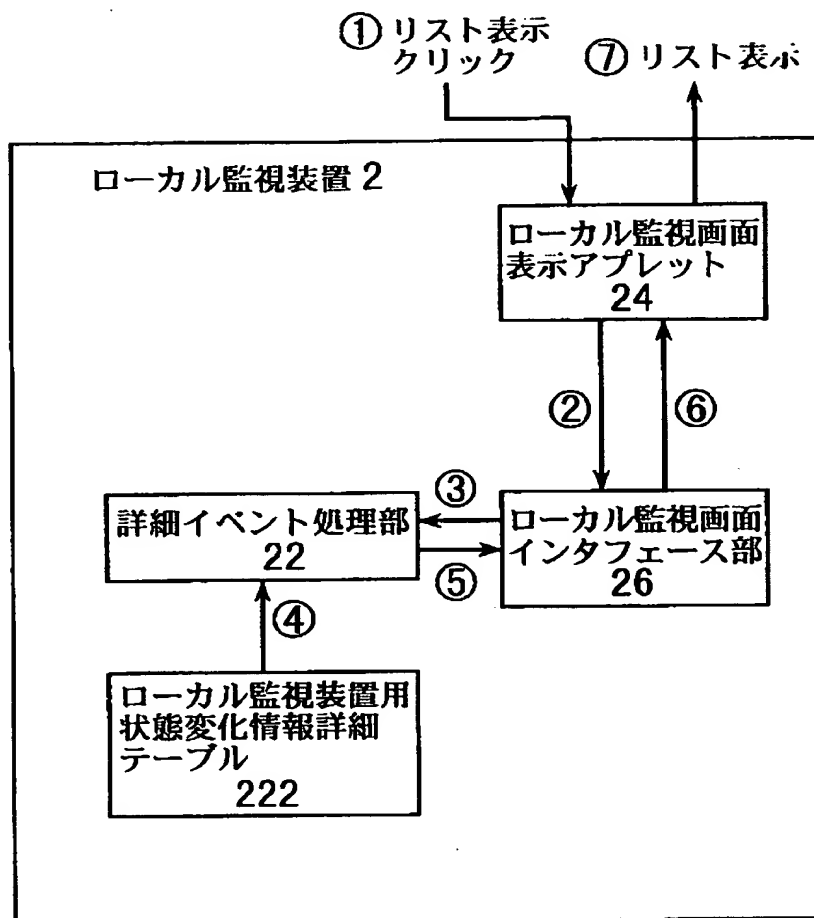 ① リスト表示
クリック
⑦ リスト表示
ローカル監視装置 2
ローカル監視画面
表示アプレット
24
②
⑥
③
詳細イベント処理部
22
ローカル監視画面
インタフェース部
26
⑤
④
ローカル監視装置用
状態変化情報詳細
テーブル
222